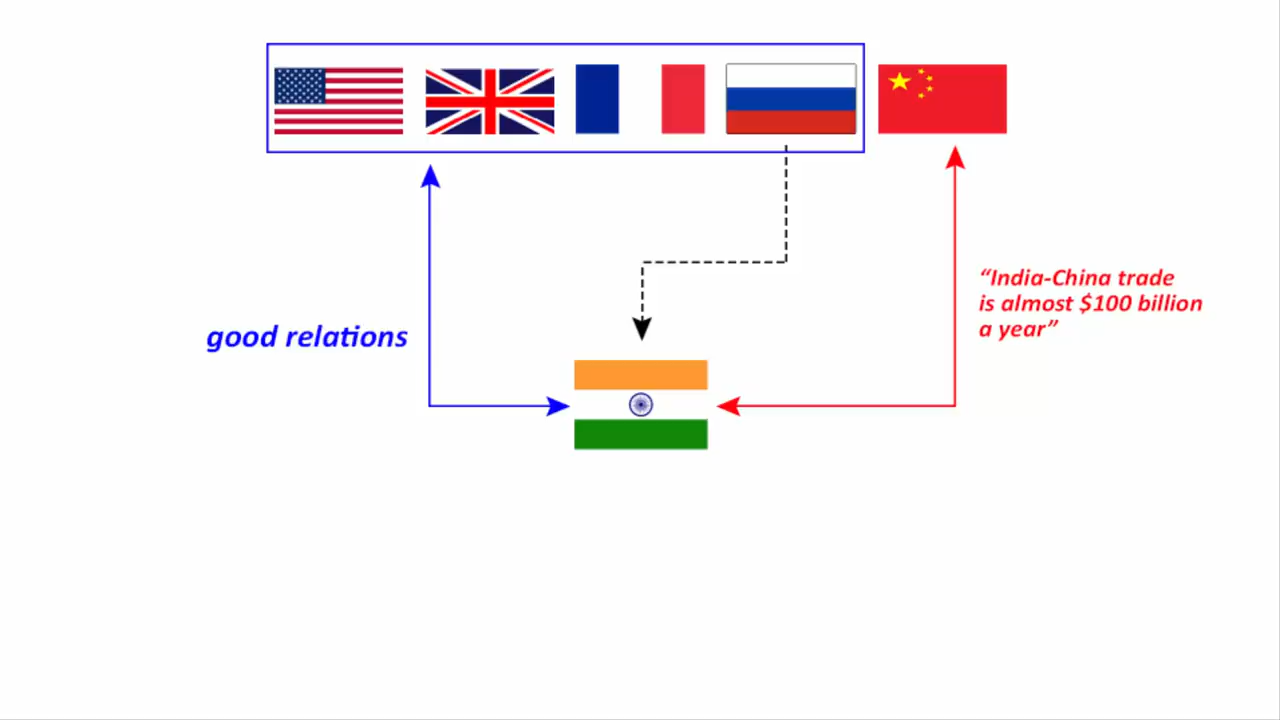 good relations
“India-China trade
is almost $100 billion
a year”